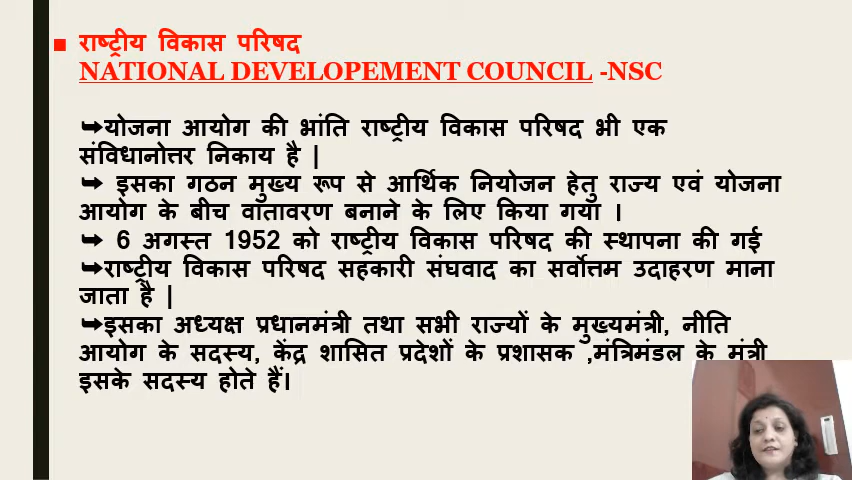 राष्ट्रीय विकास परिषद
NATIONAL DEVELOPEMENT COUNCIL -NSC
➥योजना आयोग की भांति राष्ट्रीय विकास परिषद भी एक
संविधानोत्तर निकाय है |
➥ इसका गठन मुख्य रूप से आर्थिक नियोजन हेतु राज्य एवं योजना
आयोग के बीच वातावरण बनाने के लिए किया गया ।
➥ 6 अगस्त 1952 को राष्ट्रीय विकास परिषद की स्थापना की गई
➥राष्ट्रीय विकास परिषद सहकारी संघवाद का सर्वोत्तम उदाहरण माना
जाता है |
➥इसका अध्यक्ष प्रधानमंत्री तथा सभी राज्यों के मुख्यमंत्री, नीति
आयोग के सदस्य, केंद्र शासित प्रदेशों के प्रशासक ,मंत्रिमंडल के मंत्री
इसके सदस्य होते हैं।